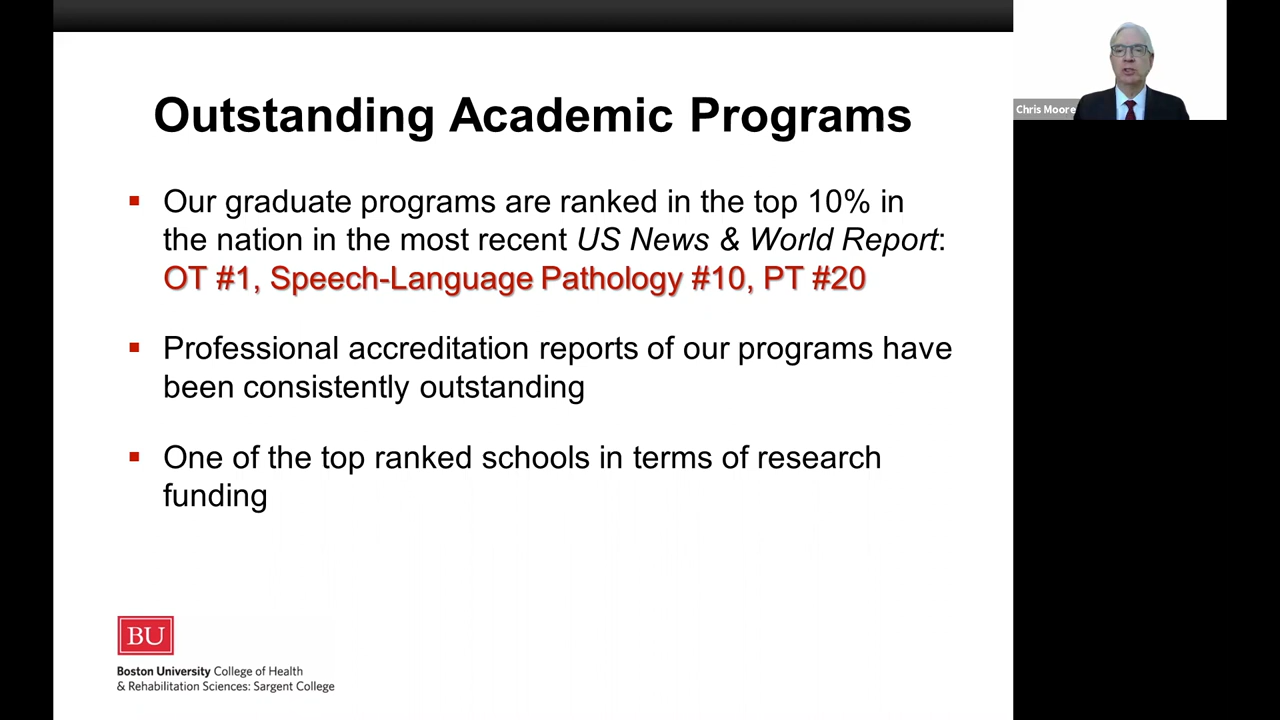 Outstanding Academic Programs
Our graduate programs are ranked in the top 10% in
the nation in the most recent US News & World Report:
OT #1, Speech-Language Pathology #10, PT #20
Professional accreditation reports of our programs have
been consistently outstanding
One of the top ranked schools in terms of research
funding
BU
Boston University College of Health
& Rehabilitation Sciences: Sargent College
Chris Moore